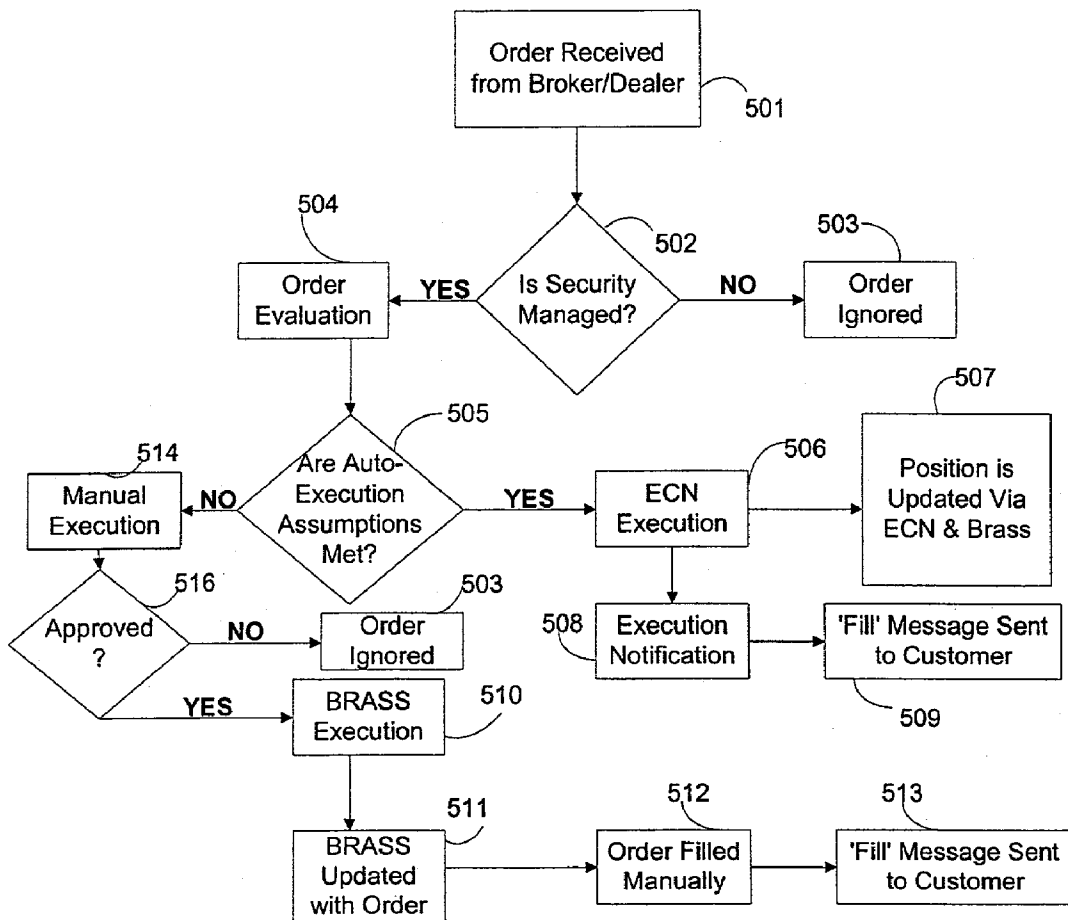 Order Received
from Broker/Dealer
501
504
502
503
Order
Evaluation
YES
Is Security
Managed?
NO
Order
Ignored
507
505
514
506
Manual
Execution
NO
Are Auto-
Execution
Assumptions
Met?
YES
ECN
Execution
Position is
Updated Via
ECN & Brass
516
503
Approved
?
NO
Order
Ignored
508
Execution
Notification
'Fill' Message Sent
to Customer
509
YES
BRASS
Execution
510
511
512
513
BRASS
Updated
with Order
Order Filled
Manually
'Fill' Message Sent
to Customer